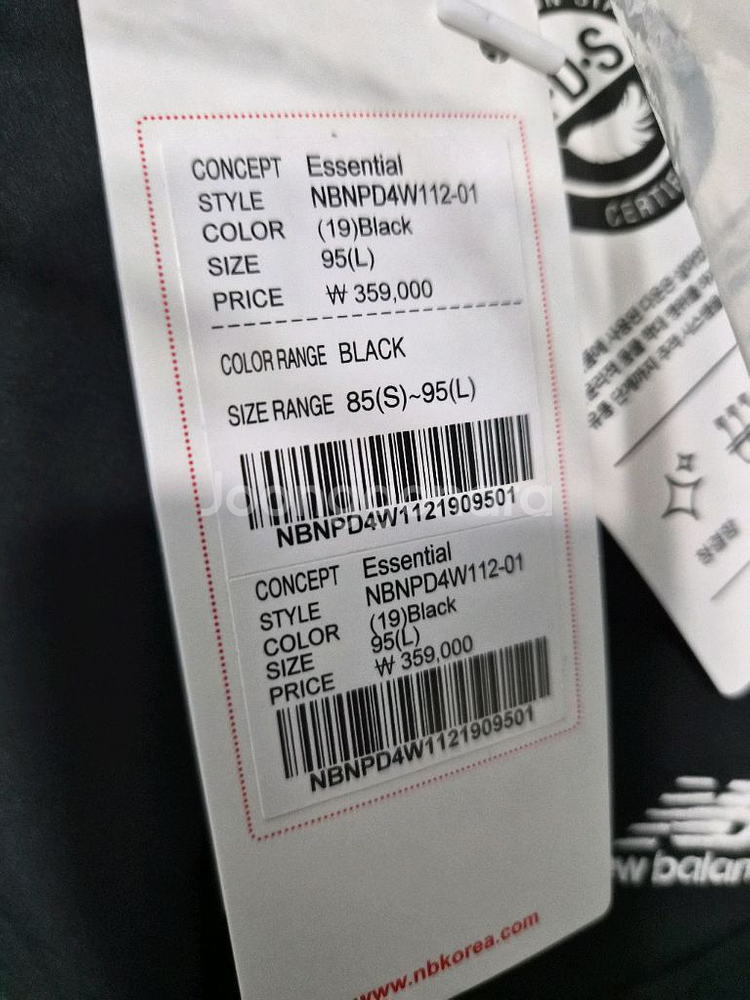 CONCEPT Essential
STYLE NBNPD4W112-01
COLOR (19)Black
SIZE 95(L)
PRICE ₩ 359,000
COLOR RANGE BLACK
SIZE RANGE 85(S)~95(L)
NBNPD4W1121909501
CONCEPT Essential
STYLE NBNPD4W112-01
COLOR (19)Black
SIZE 95(L)
PRICE ₩ 359,000
NBNPD4W1121909501
www.nbkorea.com
Joongonara
D·S
CERTIF
w balan